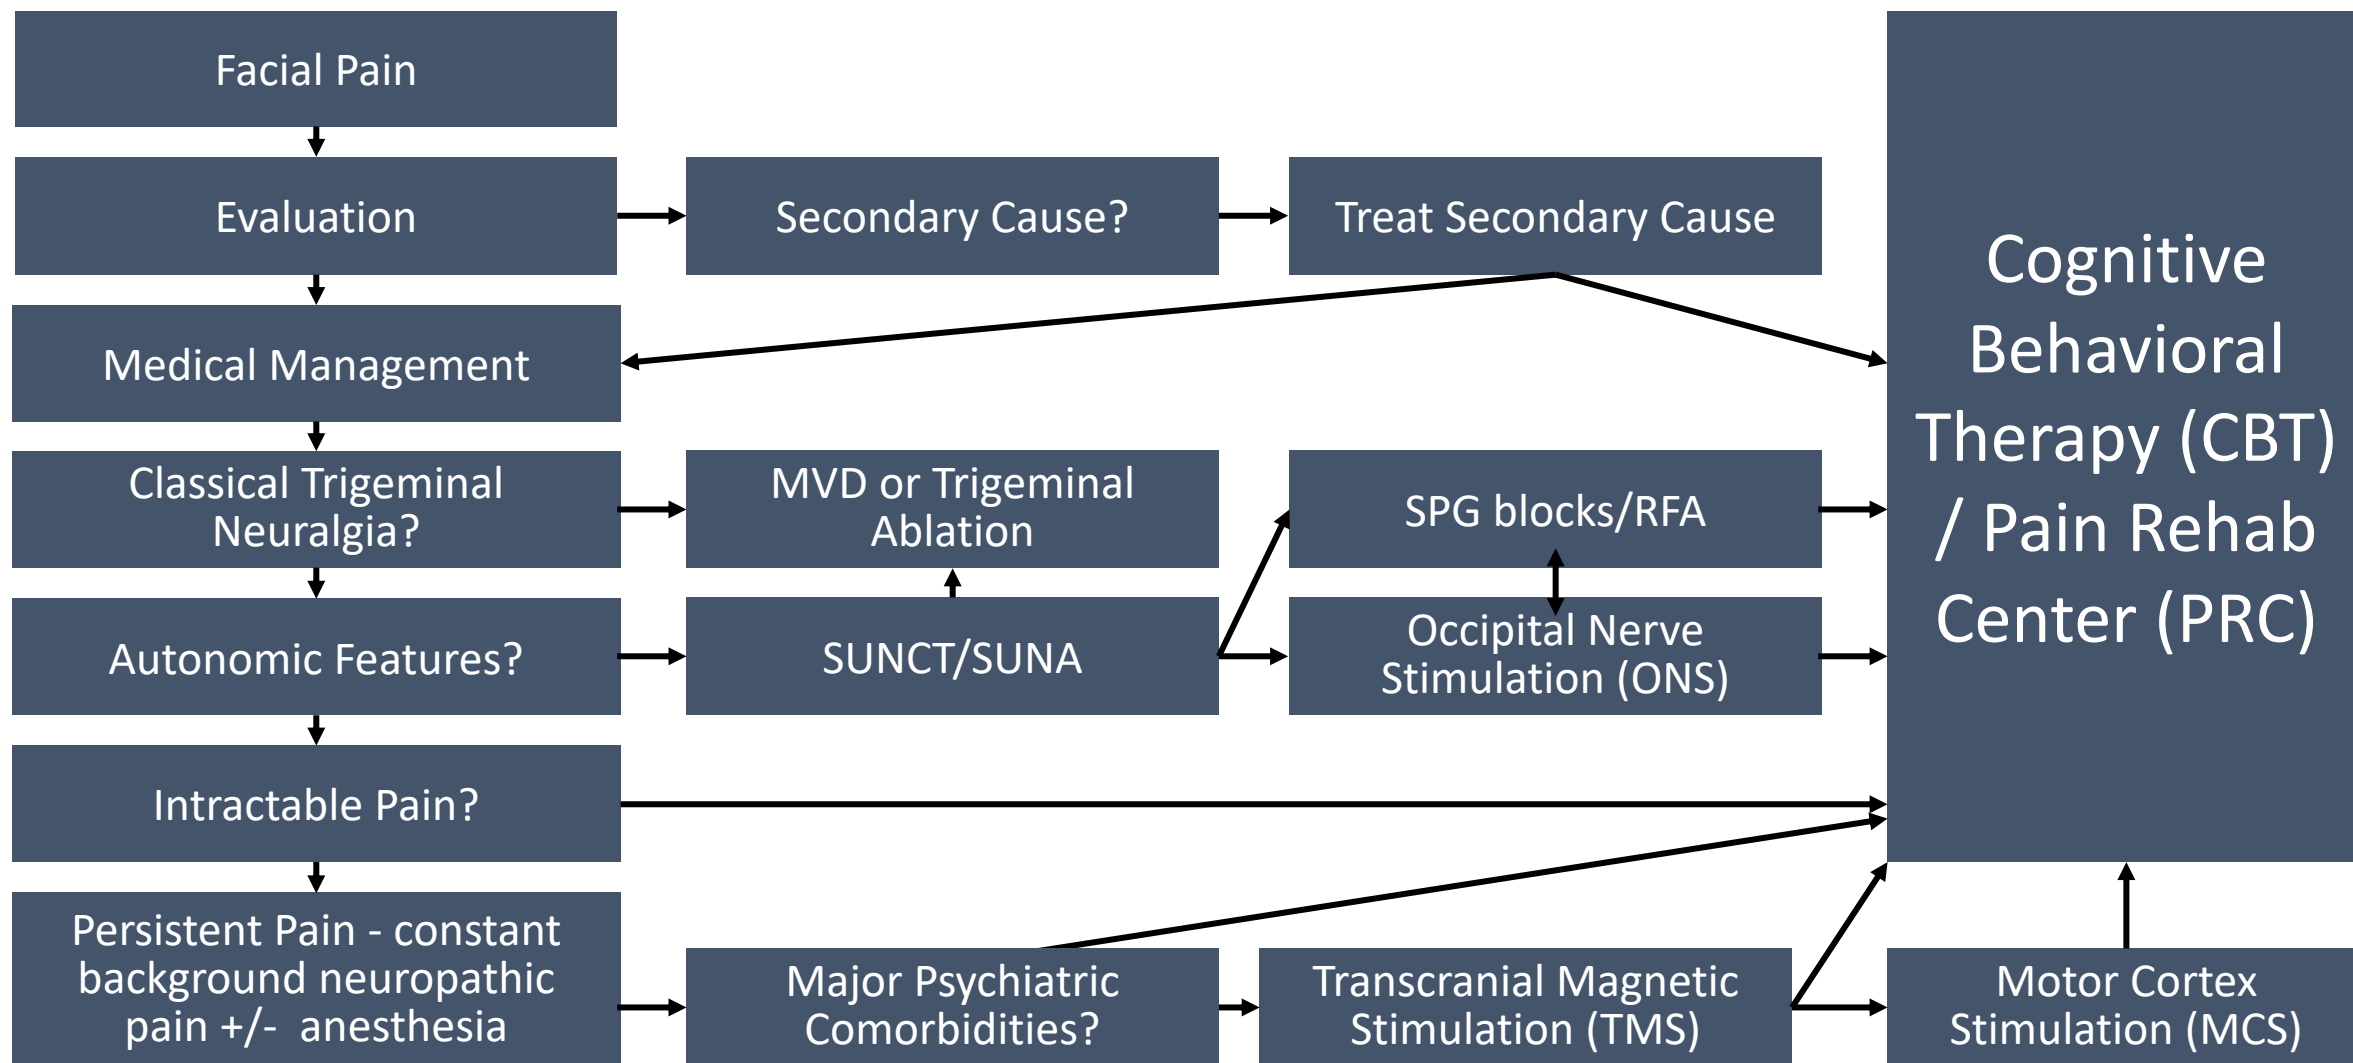 Facial Pain
Evaluation
Secondary Cause?
Treat Secondary Cause
Medical Management
Classical Trigeminal
Neuralgia?
MVD or Trigeminal
Ablation
SPG blocks/RFA
Autonomic Features?
SUNCT/SUNA
Occipital Nerve
Stimulation (ONS)
Intractable Pain?
Persistent Pain - constant
background neuropathic
pain +/- anesthesia
Major Psychiatric
Comorbidities?
Transcranial Magnetic
Stimulation (TMS)
Motor Cortex
Stimulation (MCS)
Cognitive
Behavioral
Therapy (CBT)
/ Pain Rehab
Center (PRC)